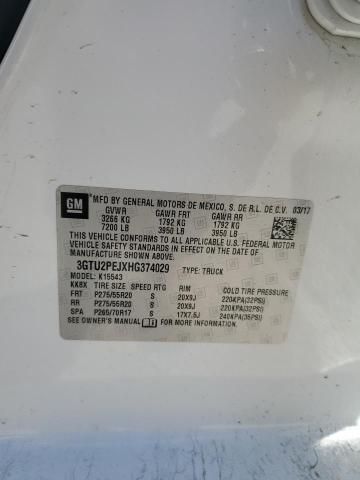 GM
*MFD BY GENERAL MOTORS DE MEXICO, S. DE R.L. DE C.V. 03/17
GVWR GAWR FRT GAWR RR
3266 KG 1792 KG 1792 KG
7200 LB 3950 LB 3950 LB
THIS VEHICLE CONFORMS TO ALL APPLICABLE U.S. FEDERAL MOTOR
VEHICLE SAFETY STANDARDS IN EFFECT ON THE DATE OF
MANUFACTURE SHOWN ABOVE.
3GTU2PEJXHG374029 TYPE: TRUCK
MODEL: K15543
KK8X TIRE SIZE SPEED RTG RIM
FRT P275/55R20 S 20X9J 220KPA(32PSI)
RR P275/55R20 S 20X9J 220KPA(32PSI)
SPA P265/70R17 S 17X7.5J 240KPA(35PSI)
SEE OWNER'S MANUAL FOR MORE INFORMATION.